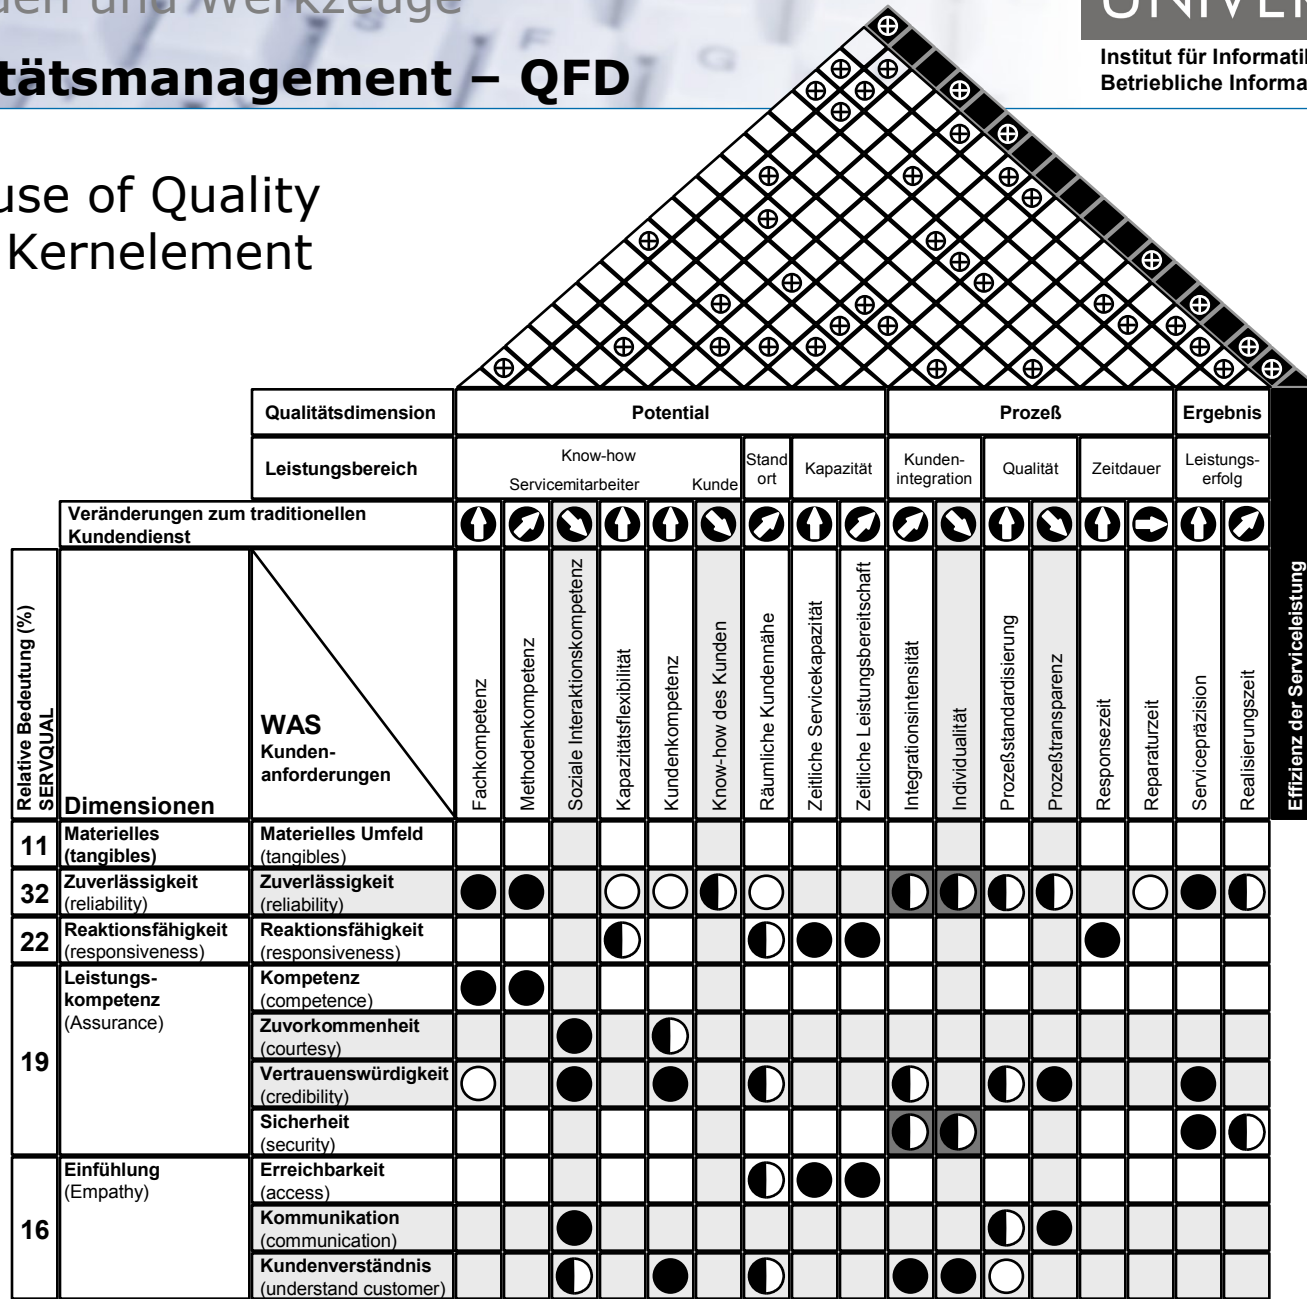 den und Werkzeuge
UNIVER
tätsmanagement – QFD
Institut für Informatik
Betriebliche Informa
use of Quality
Kernelement
Qualitätsdimension
Potential
Prozeß
Ergebnis
Leistungsbereich
Know-how
Servicemitarbeiter
Kunde
Stand
ort
Kapazität
Kunden-
integration
Qualität
Zeitdauer
Leistungs-
erfolg
Veränderungen zum traditionellen
Kundendienst
Relative Bedeutung (%)
SERVQUAL
Dimensionen
WAS
Kunden-
anforderungen
Fachkompetenz
Methodenkompetenz
Soziale Interaktionskompetenz
Kapazitätsflexibilität
Kundenkompetenz
Know-how des Kunden
Räumliche Kundennähe
Zeitliche Servicekapazität
Zeitliche Leistungsbereitschaft
Integrationsintensität
Individualität
Prozeßstandardisierung
Prozeßtransparenz
Responsezeit
Reparaturzeit
Servicepräzision
Realisierungszeit
Effizienz der Serviceleistung
11
Materielles
(tangibles)
Materielles Umfeld
(tangibles)
32
Zuverlässigkeit
(reliability)
Zuverlässigkeit
(reliability)
22
Reaktionsfähigkeit
(responsiveness)
Reaktionsfähigkeit
(responsiveness)
19
Leistungs-
kompetenz
(Assurance)
Kompetenz
(competence)
Zuvorkommenheit
(courtesy)
Vertrauenswürdigkeit
(credibility)
Sicherheit
(security)
16
Einfühlung
(Empathy)
Erreichbarkeit
(access)
Kommunikation
(communication)
Kundenverständnis
(understand customer)